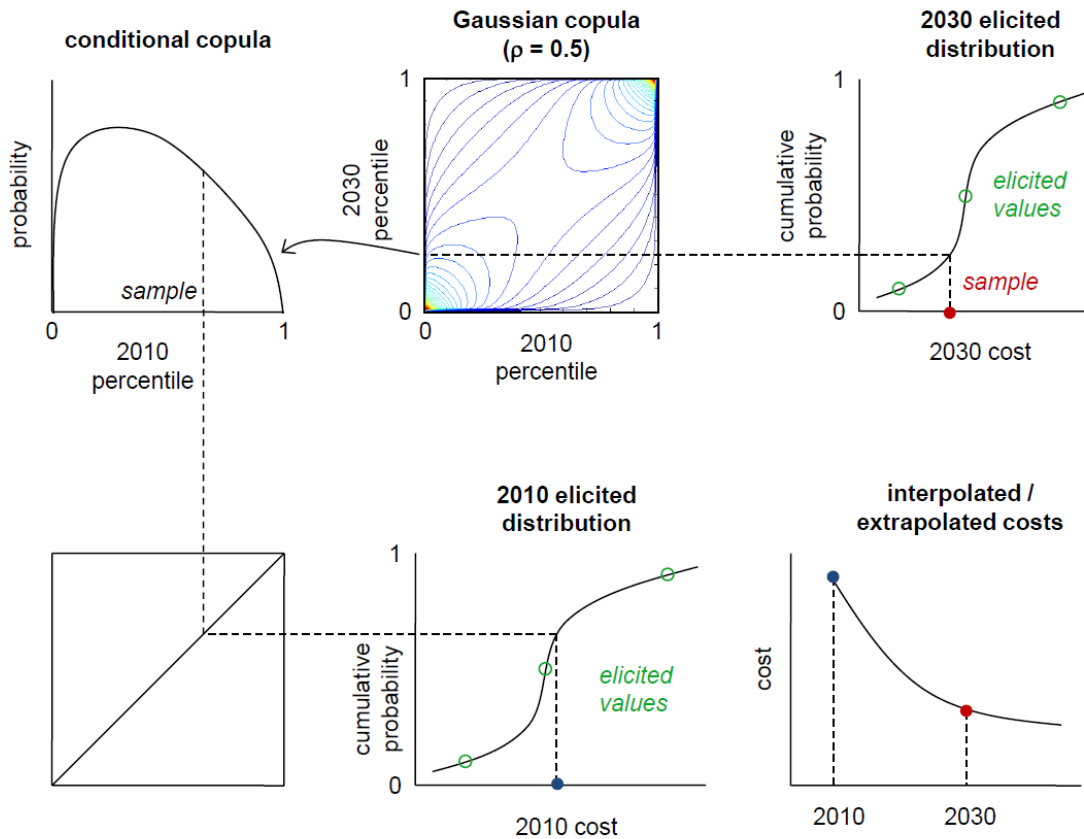 conditional copula
probability
sample
0
1
2010
percentile
Gaussian copula
(ρ = 0.5)
1
2030
percentile
0
0
1
2010
percentile
2030 elicited
distribution
1
cumulative
probability
elicited
values
sample
0
2030 cost
2010 elicited
distribution
1
cumulative
probability
elicited
values
0
2010 cost
interpolated /
extrapolated costs
cost
2010
2030